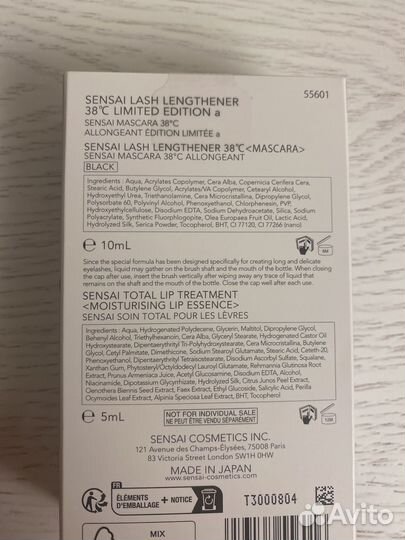 55601
SENSAI LASH LENGTHENER
38℃ LIMITED EDITION a
SENSAI MASCARA 38°C
ALLONGEANT ÉDITION LIMITÉE a
SENSAI LASH LENGTHENER 38℃<MASCARA>
SENSAI MASCARA 38°C ALLONGEANT
BLACK
Ingredients : Aqua, Acrylates Copolymer, Cera Alba, Copernicia Cerifera Cera,
Stearic Acid, Butylene Glycol, Acrylates/VA Copolymer, Cetearyl Alcohol,
Hydroxyethyl Urea, Triethanolamine, Cera Microcristallina, Dipropylene Glycol,
Polysorbate 60, Polyvinyl Alcohol, Phenoxyethanol, Chlorphenesin, PVP,
Hydroxyethylcellulose, Disodium EDTA, Sodium Dehydroacetate, Silica, Sodium
Polyacrylate, Synthetic Fluorphlogopite, Olea Europaea Fruit Oil, Lactic Acid,
Hydrolyzed Silk, Serica Powder, Tocopherol, BHT, CI 77120, CI 77266 (nano)
℮ 10mL
6M
Since the special formula has been designed specifically for creating long and delicate
eyelashes, liquid may gather on the brush shaft and the mouth of the bottle. When closing
the cap after use, insert the brush vertically after wiping away any trace of liquid that
remains on the shaft and the mouth of the bottle. Close the cap well after each use.
SENSAI TOTAL LIP TREATMENT
<MOISTURISING LIP ESSENCE>
SENSAI SOIN TOTAL POUR LES LÈVRES
Ingredients : Aqua, Hydrogenated Polydecene, Glycerin, Maltitol, Dipropylene Glycol,
Behenyl Alcohol, Triethylhexanoin, Cera Alba, Glyceryl Stearate, Hydrogenated Castor Oil
Hydroxystearate, Dipentaerythrityl Tri-Polyhydroxystearate, Cera Microcristallina, Butylene
Glycol, Cetyl Palmitate, Dimethicone, Sodium Stearoyl Glutamate, Stearic Acid, Ceteth-20,
Phenoxyethanol, Dipentaerythrityl Tetraisostearate, Disodium Ascorbyl Sulfate, Squalane,
Xanthan Gum, Phytosteryl/Octyldodecyl Lauroyl Glutamate, Rehmannia Glutinosa Root
Extract, Prunus Armeniaca Juice, Acetyl Glucosamine, Disodium EDTA, Alcohol,
Niacinamide, Dipotassium Glycyrrhizate, Hydrolyzed Silk, Citrus Junos Peel Extract,
Oenothera Biennis Seed Extract, Faex Extract, Ethyl Glucoside, Salicylic Acid, Perilla
Ocymoides Leaf Extract, Alpinia Speciosa Leaf Extract, BHT, Tocopherol
℮ 5mL
NOT FOR INDIVIDUAL SALE
NE PEUT ÊTRE VENDU SÉPARÉMENT
12M
SENSAI COSMETICS INC.
121 Avenue des Champs-Élysées, 75008 Paris
83 Victoria Street London SW1H 0HW
MADE IN JAPAN
www.sensai-cosmetics.com
FR
ÉLÉMENTS
D'EMBALLAGE
+ NOTICE
T3000804
MIX
Avito